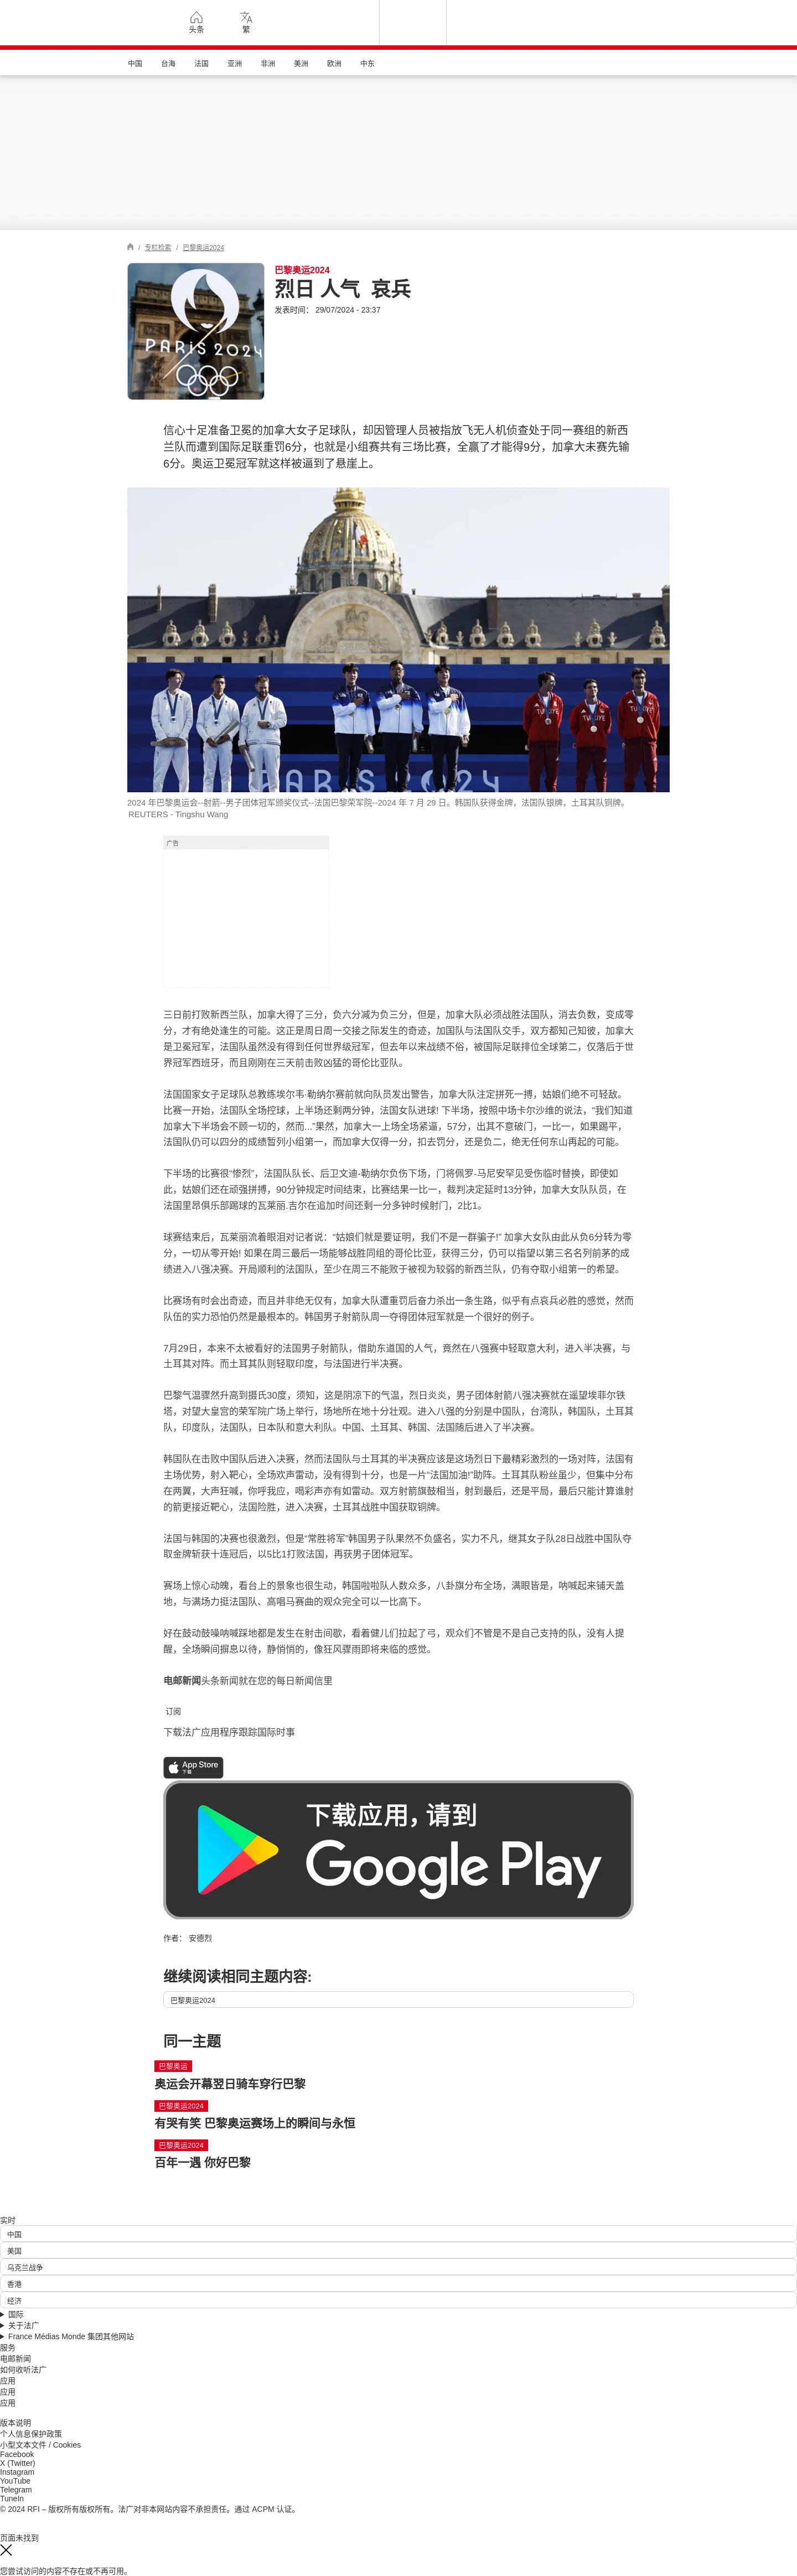 头条
繁
中国
台海
法国
亚洲
非洲
美洲
欧洲
中东
/ 专栏检索 / 巴黎奥运2024
PARIS 2024
巴黎奥运2024
烈日 人气 哀兵
发表时间： 29/07/2024 - 23:37
信心十足准备卫冕的加拿大女子足球队，却因管理人员被指放飞无人机侦查处于同一赛组的新西
兰队而遭到国际足联重罚6分，也就是小组赛共有三场比赛，全赢了才能得9分，加拿大未赛先输
6分。奥运卫冕冠军就这样被逼到了悬崖上。
TÜRKİYE
PARIS 2024
2024 年巴黎奥运会--射箭--男子团体冠军颁奖仪式--法国巴黎荣军院--2024 年 7 月 29 日。韩国队获得金牌，法国队银牌，土耳其队铜牌。
REUTERS - Tingshu Wang
广告
三日前打败新西兰队，加拿大得了三分，负六分减为负三分，但是，加拿大队必须战胜法国队，消去负数，变成零
分，才有绝处逢生的可能。这正是周日周一交接之际发生的奇迹，加国队与法国队交手，双方都知己知彼，加拿大
是卫冕冠军，法国队虽然没有得到任何世界级冠军，但去年以来战绩不俗，被国际足联排位全球第二，仅落后于世
界冠军西班牙，而且刚刚在三天前击败凶猛的哥伦比亚队。
法国国家女子足球队总教练埃尔韦·勒纳尔赛前就向队员发出警告，加拿大队注定拼死一搏，姑娘们绝不可轻敌。
比赛一开始，法国队全场控球，上半场还剩两分钟，法国女队进球! 下半场，按照中场卡尔沙维的说法，“我们知道
加拿大下半场会不顾一切的，然而...”果然，加拿大一上场全场紧逼，57分，出其不意破门，一比一，如果踢平，
法国队仍可以四分的成绩暂列小组第一，而加拿大仅得一分，扣去罚分，还是负二，绝无任何东山再起的可能。
下半场的比赛很“惨烈”，法国队队长、后卫文迪-勒纳尔负伤下场，门将佩罗-马尼安罕见受伤临时替换，即使如
此，姑娘们还在顽强拼搏，90分钟规定时间结束，比赛结果一比一，裁判决定延时13分钟，加拿大女队队员，在
法国里昂俱乐部踢球的瓦莱丽.吉尔在追加时间还剩一分多钟时候射门，2比1。
球赛结束后，瓦莱丽流着眼泪对记者说：“姑娘们就是要证明，我们不是一群骗子!” 加拿大女队由此从负6分转为零
分，一切从零开始! 如果在周三最后一场能够战胜同组的哥伦比亚，获得三分，仍可以指望以第三名名列前茅的成
绩进入八强决赛。开局顺利的法国队，至少在周三不能败于被视为较弱的新西兰队，仍有夺取小组第一的希望。
比赛场有时会出奇迹，而且并非绝无仅有，加拿大队遭重罚后奋力杀出一条生路，似乎有点哀兵必胜的感觉，然而
队伍的实力恐怕仍然是最根本的。韩国男子射箭队周一夺得团体冠军就是一个很好的例子。
7月29日，本来不太被看好的法国男子射箭队，借助东道国的人气，竟然在八强赛中轻取意大利，进入半决赛，与
土耳其对阵。而土耳其队则轻取印度，与法国进行半决赛。
巴黎气温骤然升高到摄氏30度，须知，这是阴凉下的气温，烈日炎炎，男子团体射箭八强决赛就在遥望埃菲尔铁
塔，对望大皇宫的荣军院广场上举行，场地所在地十分壮观。进入八强的分别是中国队，台湾队，韩国队，土耳其
队，印度队，法国队，日本队和意大利队。中国、土耳其、韩国、法国随后进入了半决赛。
韩国队在击败中国队后进入决赛，然而法国队与土耳其的半决赛应该是这场烈日下最精彩激烈的一场对阵，法国有
主场优势，射入靶心，全场欢声雷动，没有得到十分，也是一片“法国加油!”助阵。土耳其队粉丝虽少，但集中分布
在两翼，大声狂喊，你呼我应，喝彩声亦有如雷动。双方射箭旗鼓相当，射到最后，还是平局，最后只能计算谁射
的箭更接近靶心，法国险胜，进入决赛，土耳其战胜中国获取铜牌。
法国与韩国的决赛也很激烈，但是“常胜将军”韩国男子队果然不负盛名，实力不凡，继其女子队28日战胜中国队夺
取金牌斩获十连冠后，以5比1打败法国，再获男子团体冠军。
赛场上惊心动魄，看台上的景象也很生动，韩国啦啦队人数众多，八卦旗分布全场，满眼皆是，呐喊起来铺天盖
地，与满场力挺法国队、高唱马赛曲的观众完全可以一比高下。
好在鼓动鼓噪呐喊踩地都是发生在射击间歇，看着健儿们拉起了弓，观众们不管是不是自己支持的队，没有人提
醒，全场瞬间摒息以待，静悄悄的，像狂风骤雨即将来临的感觉。
电邮新闻头条新闻就在您的每日新闻信里
订阅
下载法广应用程序跟踪国际时事
App Store
下载
下载应用，请到
Google Play
作者： 安德烈
继续阅读相同主题内容:
巴黎奥运2024
同一主题
巴黎奥运
奥运会开幕翌日骑车穿行巴黎
巴黎奥运2024
有哭有笑 巴黎奥运赛场上的瞬间与永恒
巴黎奥运2024
百年一遇 你好巴黎
实时
中国
美国
乌克兰战争
香港
经济
国际
关于法广
France Médias Monde 集团其他网站
服务
电邮新闻
如何收听法广
应用
应用
应用
版本说明
个人信息保护政策
小型文本文件 / Cookies
Facebook
X (Twitter)
Instagram
YouTube
Telegram
TuneIn
© 2024 RFI – 版权所有版权所有。法广对非本网站内容不承担责任。通过 ACPM 认证。
页面未找到
您尝试访问的内容不存在或不再可用。